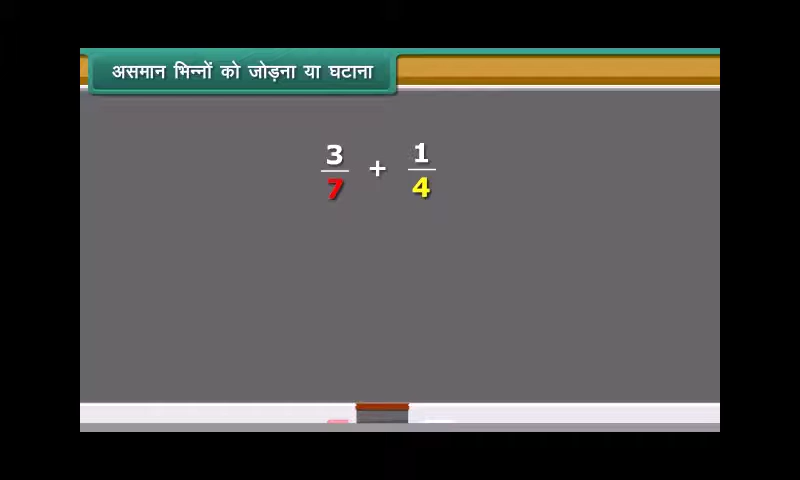 असमान भिन्नों को जोड़ना या घटाना
3/7 + 1/4